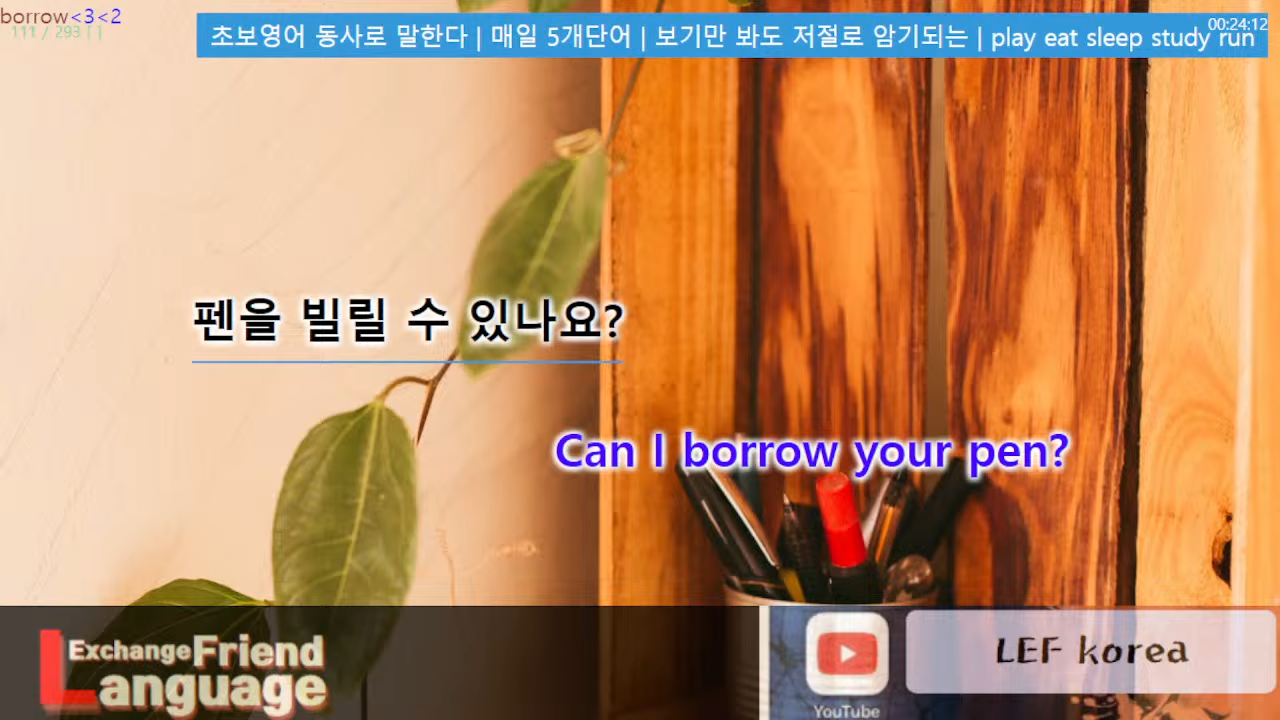 borrow<3<2
111 / 293 [ ]
초보영어 동사로 말한다 | 매일 5개단어 | 보기만 봐도 저절로 암기되는 | play eat sleep study run
00:24:12
펜을 빌릴 수 있나요?
Can I borrow your pen?
Exchange Friend
Language
YouTube
LEF korea